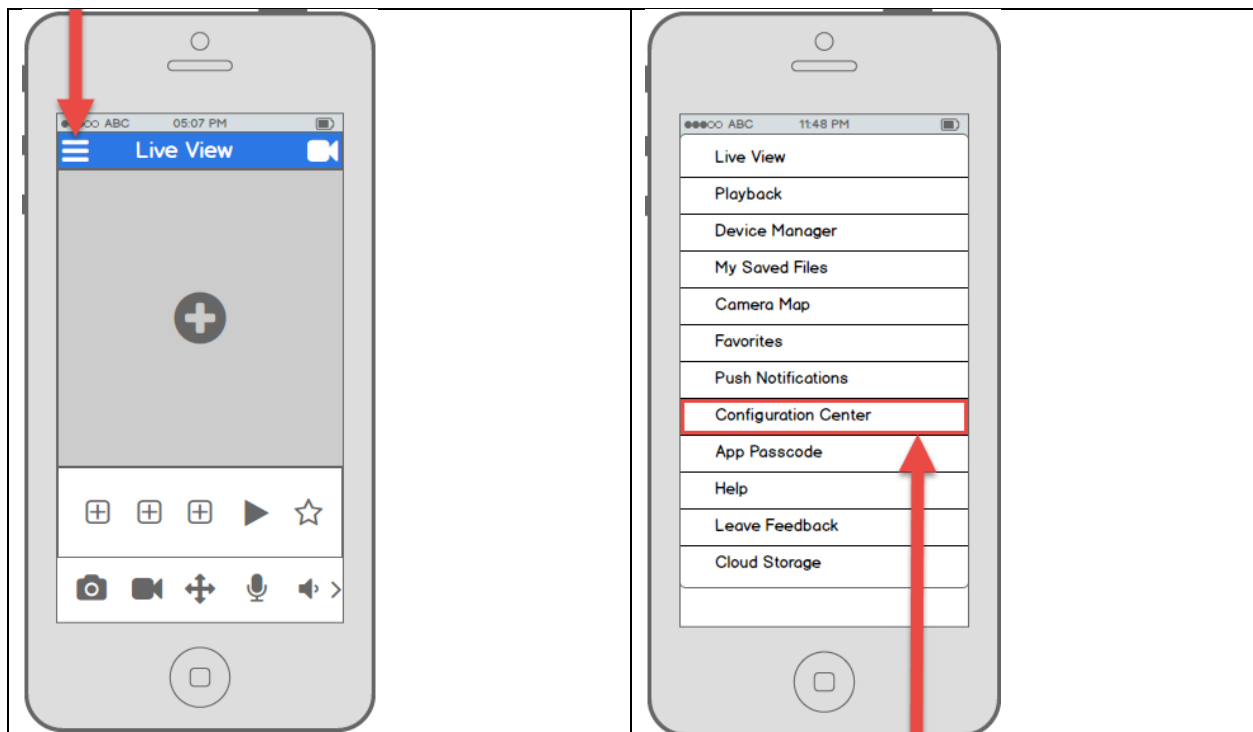 ABC 05:07 PM
Live View
ABC 11:48 PM
Live View
Playback
Device Manager
My Saved Files
Camera Map
Favorites
Push Notifications
Configuration Center
App Passcode
Help
Leave Feedback
Cloud Storage